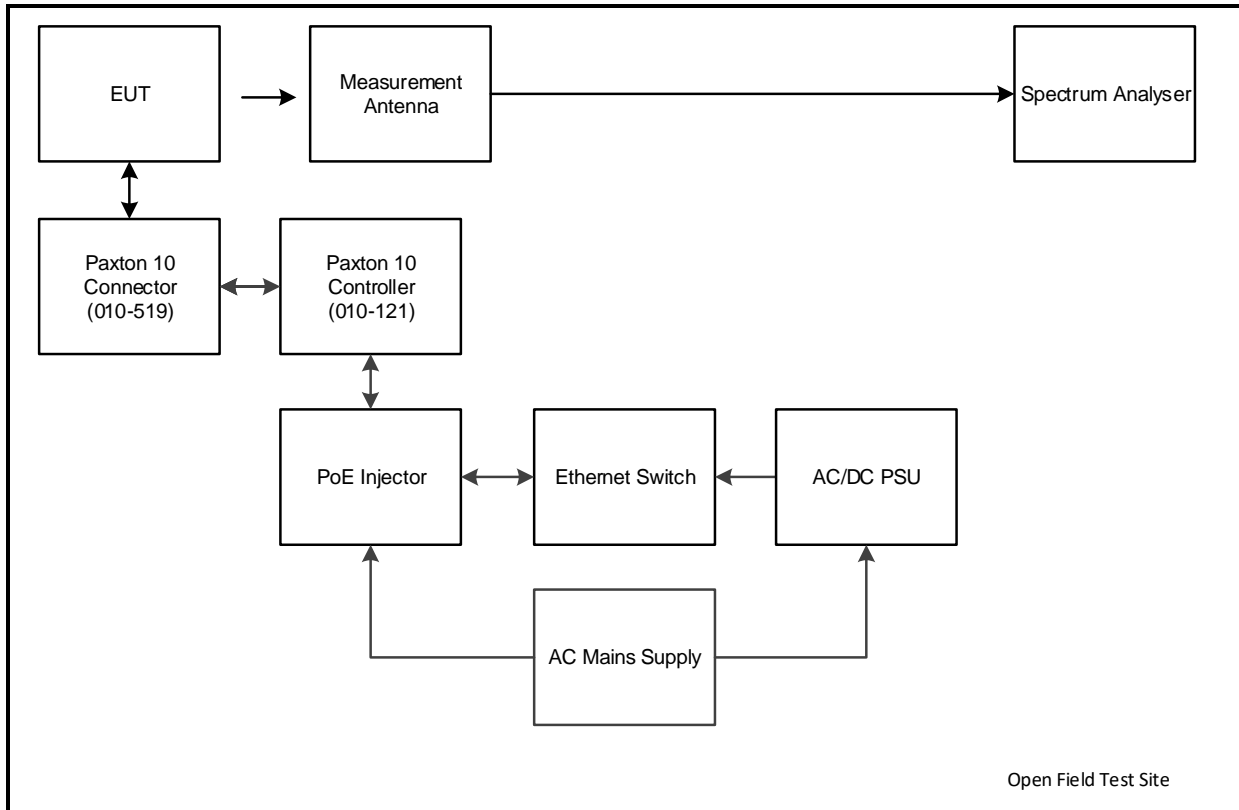 EUT
Measurement
Antenna
Spectrum Analyser
Paxton 10
Connector
(010-519)
Paxton 10
Controller
(010-121)
PoE Injector
Ethernet Switch
AC/DC PSU
AC Mains Supply
Open Field Test Site